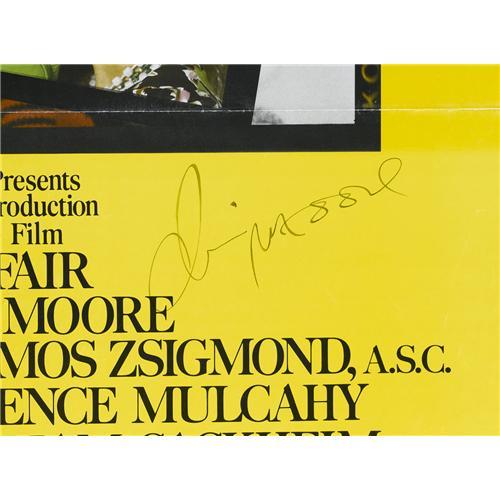 Presents
roduction
Film
FAIR
MOORE
MOS ZSIGMOND, A.S.C.
ENCE MULCAHY